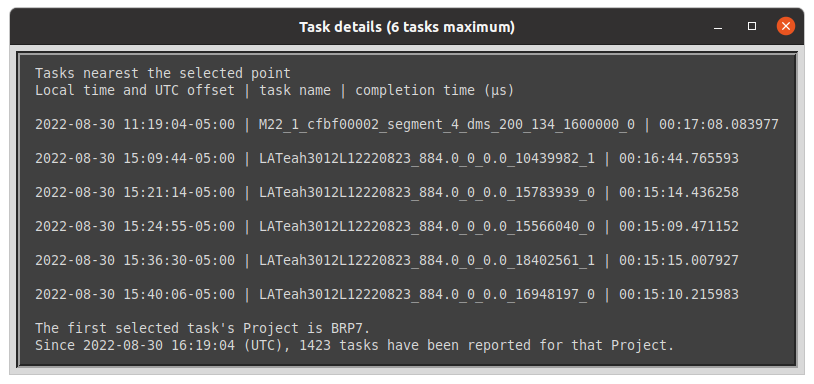 Task details (6 tasks maximum)
Tasks nearest the selected point
Local time and UTC offset | task name | completion time (µs)
2022-08-30 11:19:04-05:00 | M22_1_cfbf00002_segment_4_dms_200_134_1600000_0 | 00:17:08.083977
2022-08-30 15:09:44-05:00 | LATeah3012L12220823_884.0_0_0.0_10439982_1 | 00:16:44.765593
2022-08-30 15:21:14-05:00 | LATeah3012L12220823_884.0_0_0.0_15783939_0 | 00:15:14.436258
2022-08-30 15:24:55-05:00 | LATeah3012L12220823_884.0_0_0.0_15566040_0 | 00:15:09.471152
2022-08-30 15:36:30-05:00 | LATeah3012L12220823_884.0_0_0.0_18402561_1 | 00:15:15.007927
2022-08-30 15:40:06-05:00 | LATeah3012L12220823_884.0_0_0.0_16948197_0 | 00:15:10.215983
The first selected task's Project is BRP7.
Since 2022-08-30 16:19:04 (UTC), 1423 tasks have been reported for that Project.